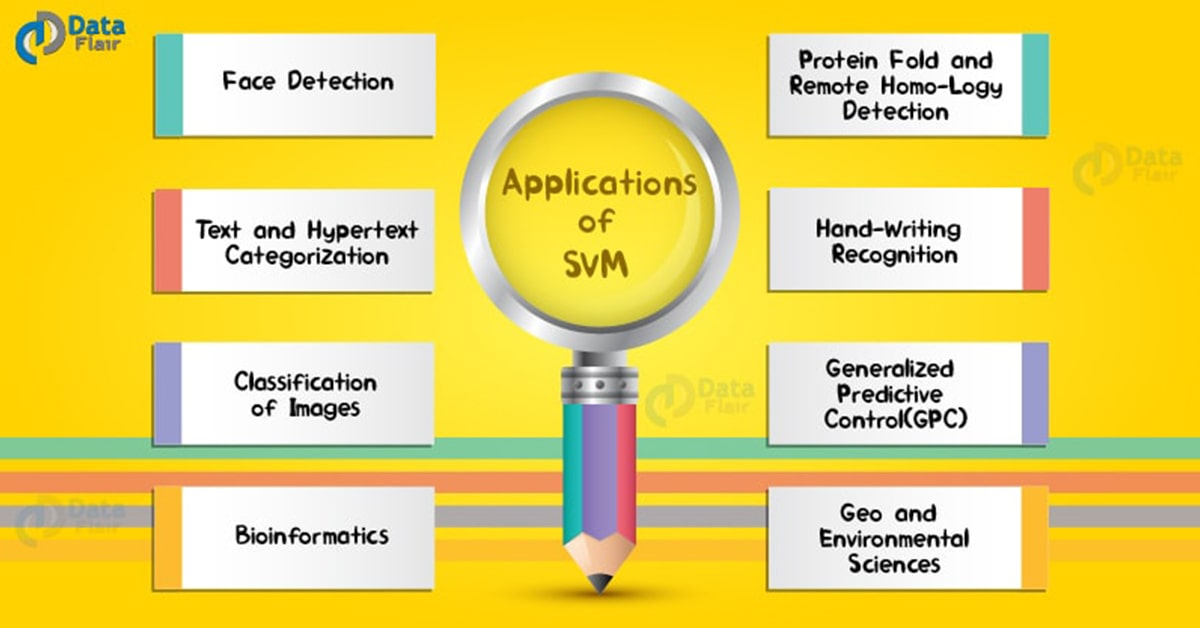 Data
Flair
Face Detection
Text and Hypertext
Categorization
Classification
of Images
Bioinformatics
Applications
of
SVM
Protein Fold and
Remote Homo-Logy
Detection
Hand-Writing
Recognition
Generalized
Predictive
Control(GPC)
Geo and
Environmental
Sciences
Data
Flair
Data
Flair
Data
Flair